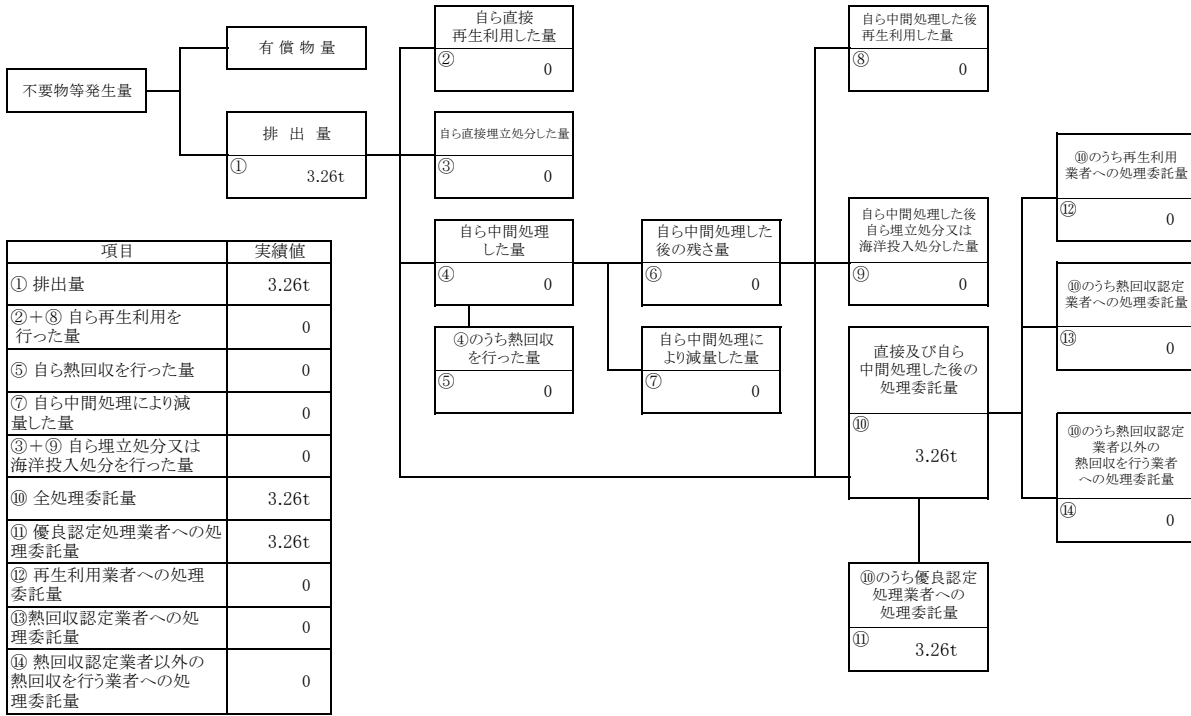 不要物等発生量
有 償 物 量
排 出 量
①
3.26t
自ら直接
再生利用した量
②
0
自ら直接埋立処分した量
③
0
自ら中間処理
した量
④
0
④のうち熱回収
を行った量
⑤
0
自ら中間処理した
後の残さ量
⑥
0
自ら中間処理に
より減量した量
⑦
0
自ら中間処理した後
再生利用した量
⑧
0
自ら中間処理した後
自ら埋立処分又は
海洋投入処分した量
⑨
0
直接及び自ら
中間処理した後の
処理委託量
⑩
3.26t
⑩のうち優良認定
処理業者への
処理委託量
⑪
3.26t
⑩のうち再生利用
業者への処理委託量
⑫
0
⑩のうち熱回収認定
業者への処理委託量
⑬
0
⑩のうち熱回収認定
業者以外の
熱回収を行う業者
への処理委託量
⑭
0
項目 実績値
① 排出量 3.26t
②+⑧ 自ら再生利用を
行った量 0
⑤ 自ら熱回収を行った量 0
⑦ 自ら中間処理により減
量した量 0
③+⑨ 自ら埋立処分又は
海洋投入処分を行った量 0
⑩ 全処理委託量 3.26t
⑪ 優良認定処理業者への処
理委託量 3.26t
⑫ 再生利用業者への処理
委託量 0
⑬熱回収認定業者への処
理委託量 0
⑭ 熱回収認定業者以外の
熱回収を行う業者への処
理委託量 0